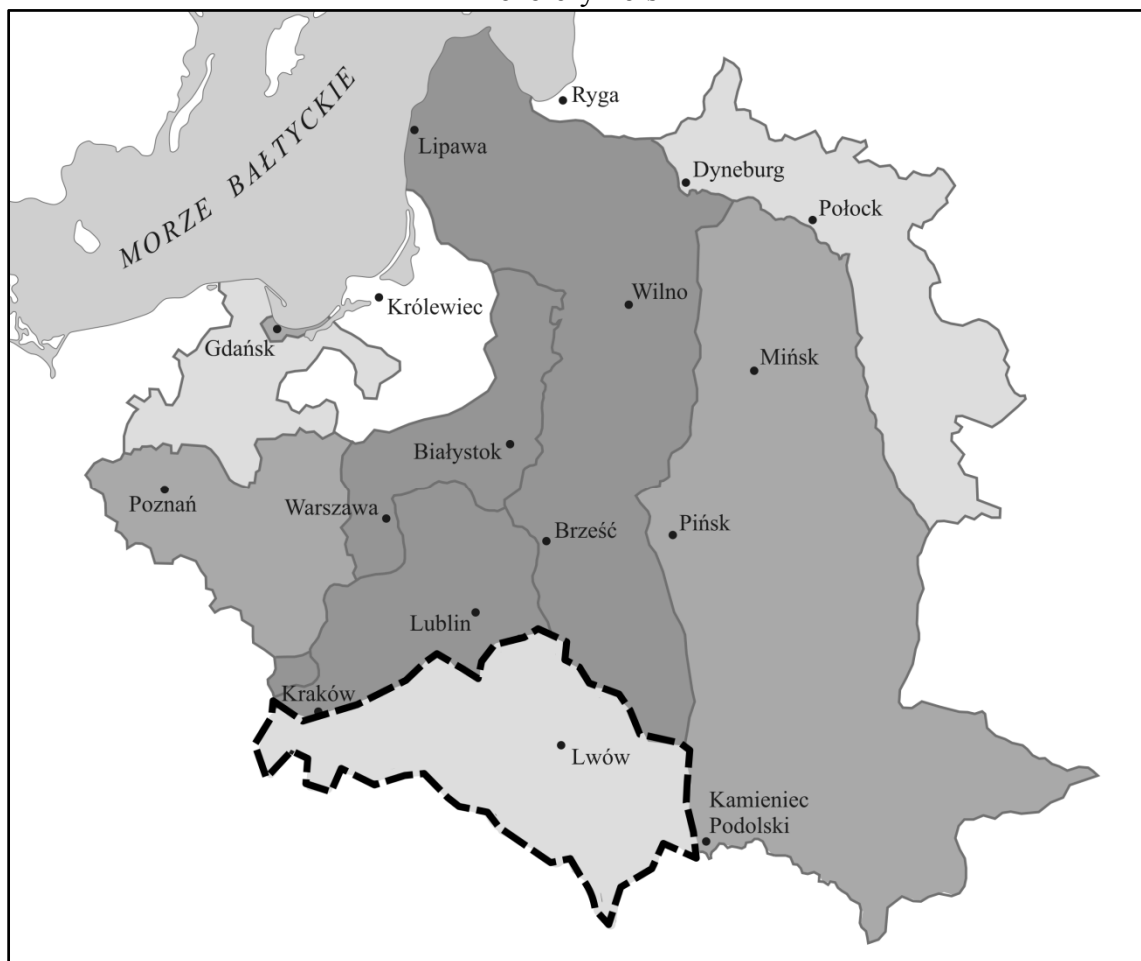 Ryga
MORZE BAŁTYCKIE
Lipawa
Dyneburg
Połock
Wilno
Królewiec
Gdańsk
Mińsk
Białystok
Poznań
Warszawa
Brześć
Pińsk
Lublin
Kraków
Lwów
Kamieniec
Podolski